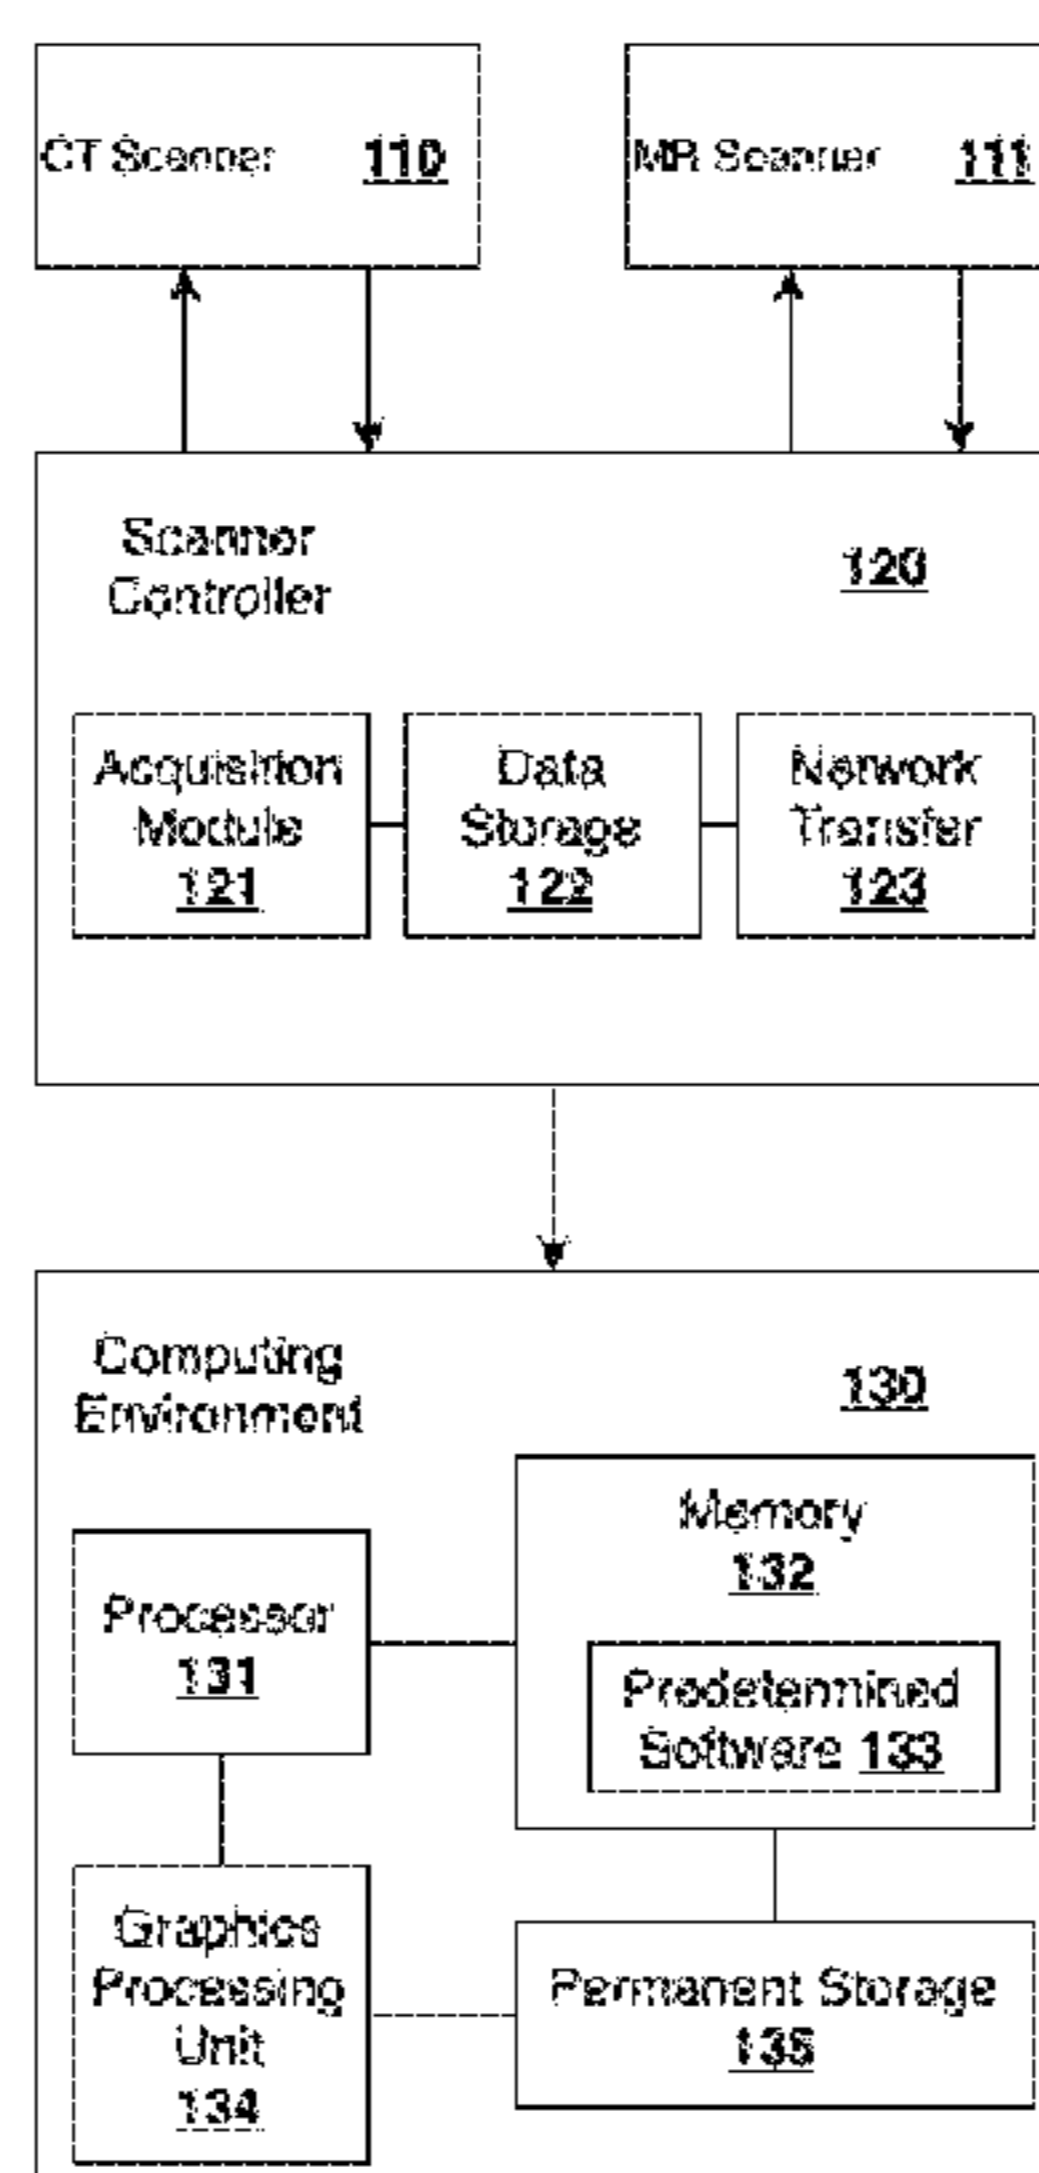 CT Scanner 110
MR Scanner 111
Scanner
Controller
120
Acquisition
Module
121
Data
Storage
122
Network
Transfer
123
Computing
Environment
130
Processor
131
Memory
132
Predetermined
Software 133
Graphics
Processing
Unit
134
Permanent Storage
135